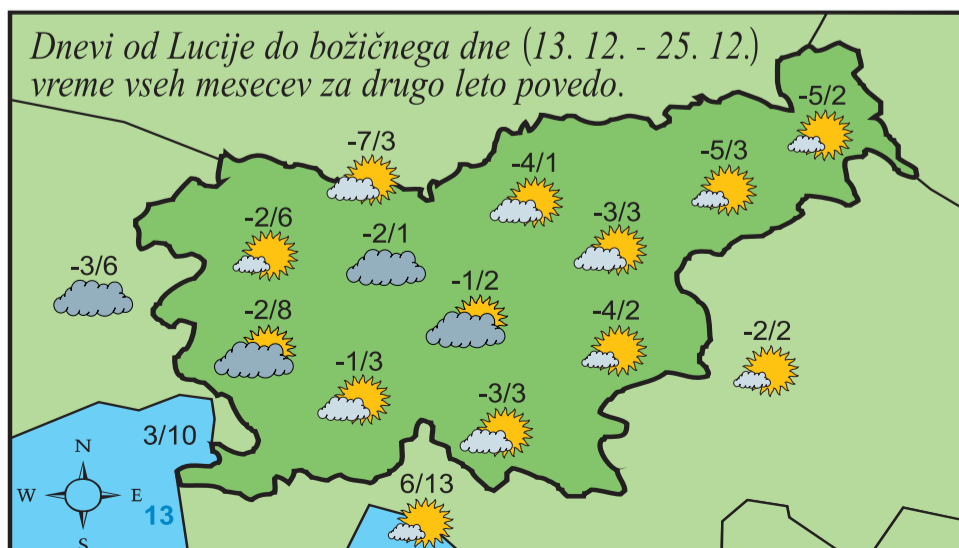 Dnevi od Lucije do božičnega dne (13. 12. - 25. 12.)
vreme vseh mesecev za drugo leto povedo.
-5/2
-7/3
-4/1
-5/3
-2/6
-2/1
-3/3
-3/6
-1/2
-2/8
-4/2
-2/2
-1/3
-3/3
3/10
N
W
E
13
S
6/13